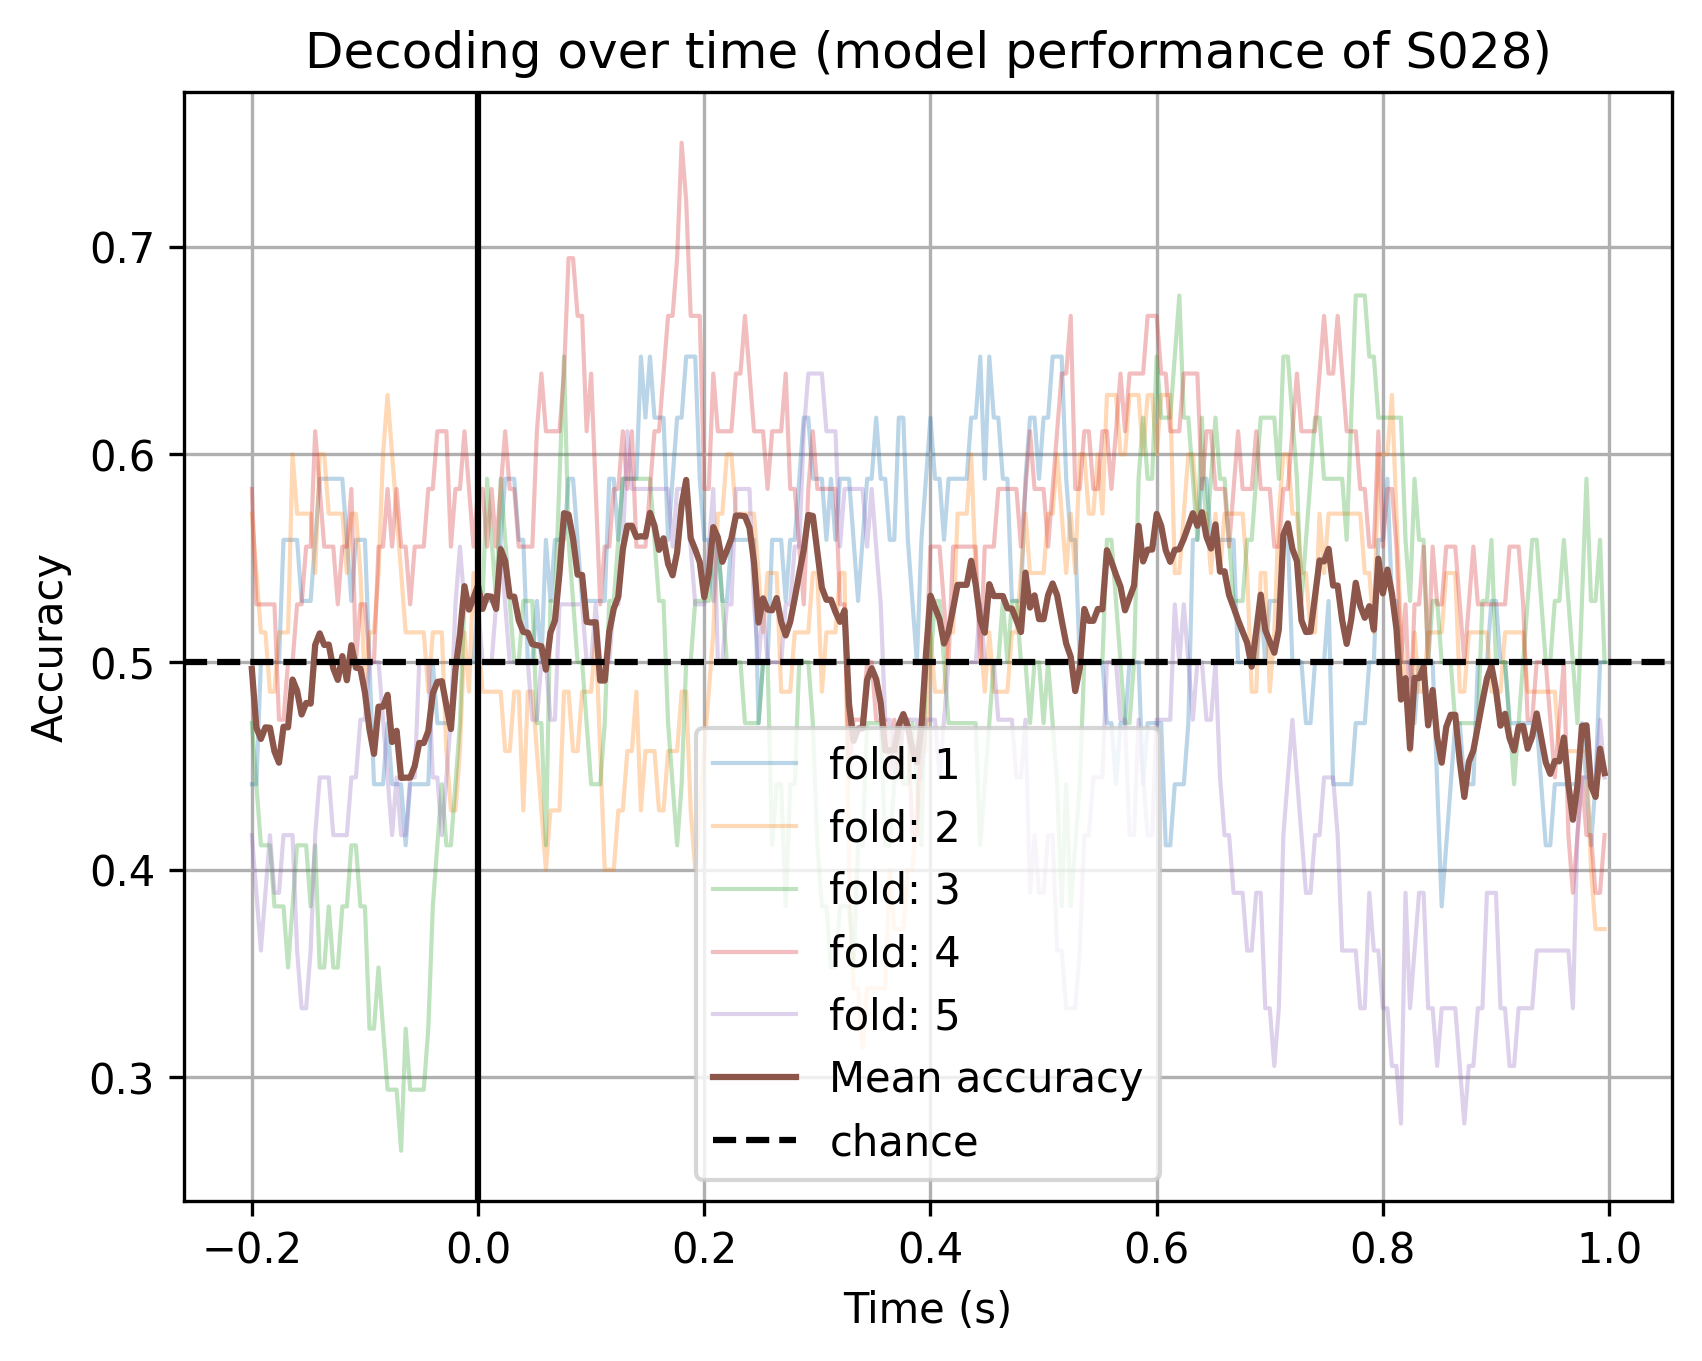 Decoding over time (model performance of S028)
Accuracy
0.7
0.6
0.5
0.4
0.3
fold: 1
fold: 2
fold: 3
fold: 4
fold: 5
Mean accuracy
chance
−0.2 0.0 0.2 0.4 0.6 0.8 1.0
Time (s)